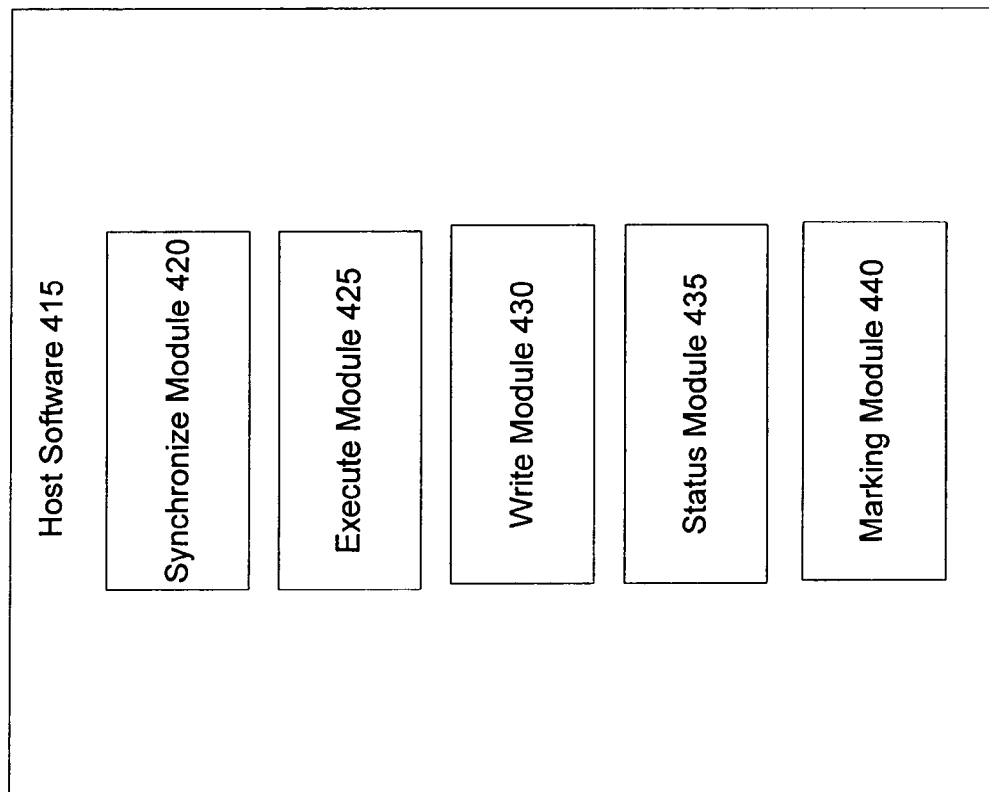 Host Software 415
Synchronize Module 420
Execute Module 425
Write Module 430
Status Module 435
Marking Module 440